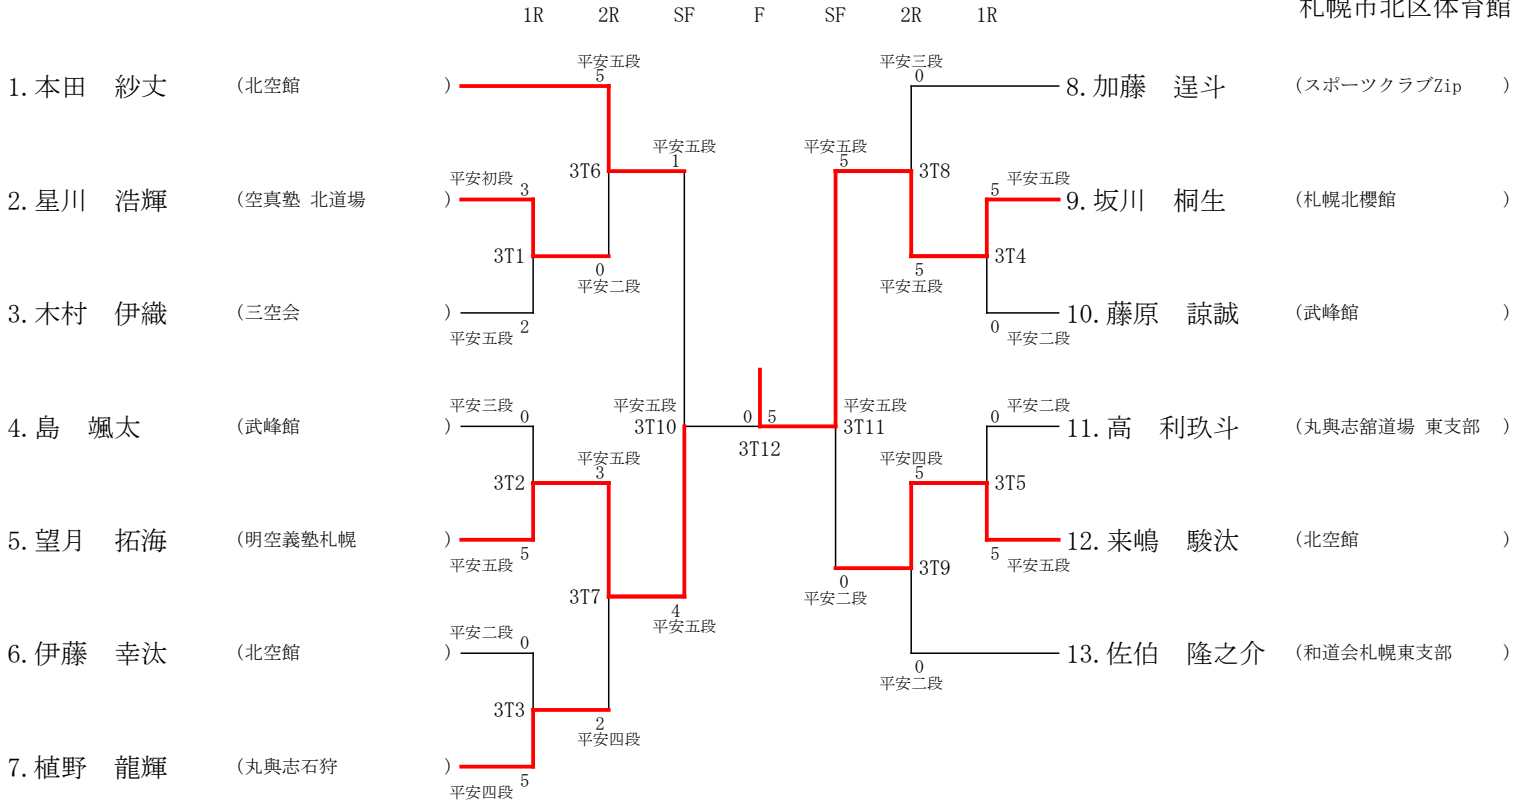 札幌市北区体育館
1R 2R SF F SF 2R 1R
平安五段 平安三段
5 0
1.本田 紗丈 (北空館 ) 8.加藤 逞斗 (スポーツクラブZip )
平安五段 平安五段
1 5
3T6 3T8
平安初段 3 5 平安五段
2.星川 浩輝 (空真塾 北道場 ) 9.坂川 桐生 (札幌北櫻館 )
3T1 3T4
0 5
平安二段 平安五段
3.木村 伊織 (三空会 ) 10.藤原 諒誠 (武峰館 )
平安五段 2 0 平安二段
平安三段 0 平安五段 0 5 平安五段 0 平安二段
4.島 颯太 (武峰館 ) 3T10 3T11 11.高 利玖斗 (丸與志舘道場 東支部 )
3T12
平安五段 平安四段
3 5
3T2 3T5
5.望月 拓海 (明空義塾札幌 ) 12.来嶋 駿汰 (北空館 )
平安五段 5 5 平安五段
3T9
3T7 0
平安二段
4
平安五段
平安二段 0
6.伊藤 幸汰 (北空館 ) 13.佐伯 隆之介 (和道会札幌東支部 )
0
平安二段
3T3
2
平安四段
7.植野 龍輝 (丸與志石狩 )
平安四段 5